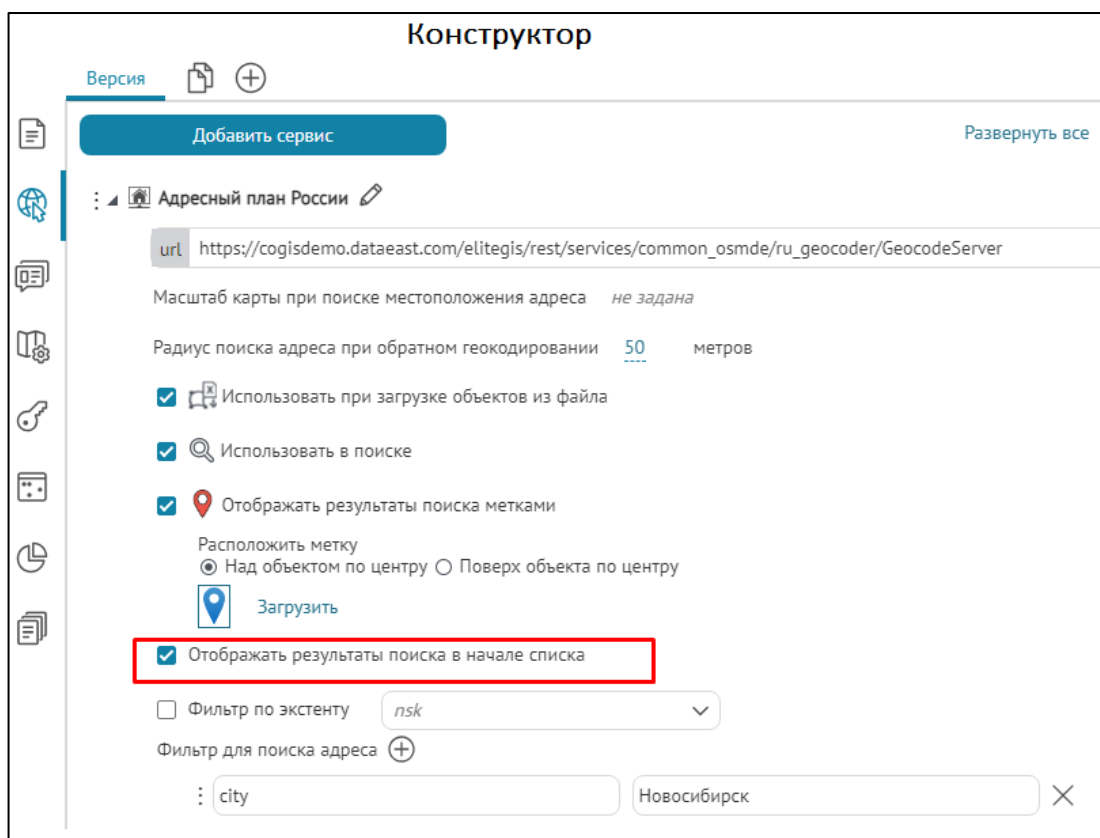 Конструктор
Версия
Добавить сервис Развернуть все
Адресный план России
url https://cogisdemo.dataeast.com/elitegis/rest/services/common_osmde/ru_geocoder/GeocodeServer
Масштаб карты при поиске местоположения адреса не задана
Радиус поиска адреса при обратном геокодировании 50 метров
Использовать при загрузке объектов из файла
Использовать в поиске
Отображать результаты поиска метками
Расположить метку
Над объектом по центру Поверх объекта по центру
Загрузить
Отображать результаты поиска в начале списка
Фильтр по экстенту nsk
Фильтр для поиска адреса
city Новосибирск